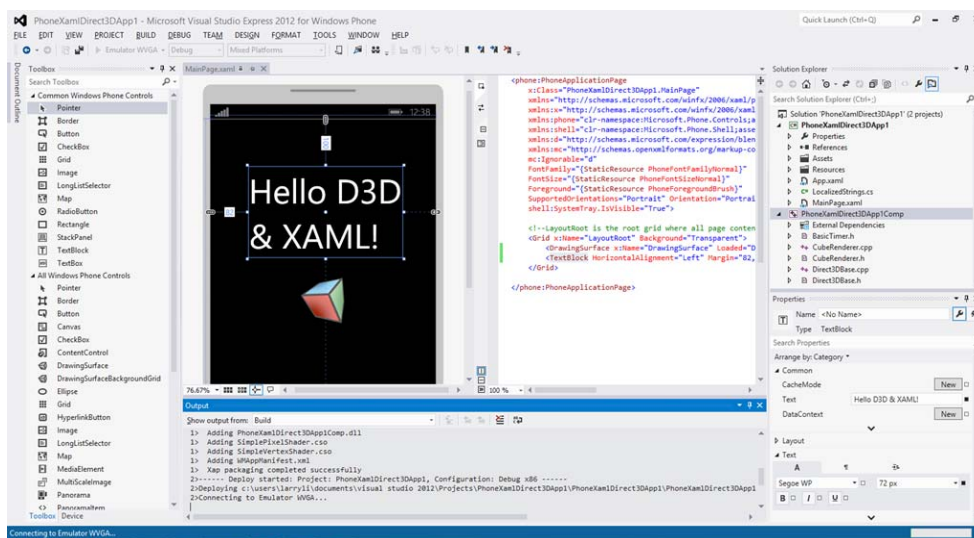 PhoneXamlDirect3DApp1 - Microsoft Visual Studio Express 2012 for Windows Phone
Quick Launch (Ctrl+Q)
FILE EDIT VIEW PROJECT BUILD DEBUG TEAM DESIGN FORMAT TOOLS WINDOW HELP
Emulator WVGA Debug Mixed Platforms
Document Outline
Toolbox
Search Toolbox
Common Windows Phone Controls
Pointer
Border
Button
CheckBox
Grid
Image
LongListSelector
Map
RadioButton
Rectangle
StackPanel
TextBlock
TextBox
All Windows Phone Controls
Pointer
Border
Button
Canvas
CheckBox
ContentControl
DrawingSurface
DrawingSurfaceBackgroundGrid
Ellipse
Grid
HyperlinkButton
Image
LongListSelector
Map
MediaElement
MultiScaleImage
Panorama
PanoramaItem
Toolbox Device
MainPage.xaml
12:38
82
Hello D3D
& XAML!
76.67%
<phone:PhoneApplicationPage
x:Class="PhoneXamlDirect3DApp1.MainPage"
xmlns="http://schemas.microsoft.com/winfx/2006/xaml/p
xmlns:x="http://schemas.microsoft.com/winfx/2006/xaml
xmlns:phone="clr-namespace:Microsoft.Phone.Controls;a
xmlns:shell="clr-namespace:Microsoft.Phone.Shell;asse
xmlns:d="http://schemas.microsoft.com/expression/blen
xmlns:mc="http://schemas.openxmlformats.org/markup-co
mc:Ignorable="d"
FontFamily="{StaticResource PhoneFontFamilyNormal}"
FontSize="{StaticResource PhoneFontSizeNormal}"
Foreground="{StaticResource PhoneForegroundBrush}"
SupportedOrientations="Portrait" Orientation="Portrai
shell:SystemTray.IsVisible="True">
<!--LayoutRoot is the root grid where all page conten
<Grid x:Name="LayoutRoot" Background="Transparent">
<DrawingSurface x:Name="DrawingSurface" Loaded="D
<TextBlock HorizontalAlignment="Left" Margin="82,
</Grid>
</phone:PhoneApplicationPage>
100 %
Output
Show output from: Build
1> Adding PhoneXamlDirect3DApp1Comp.dll
1> Adding SimplePixelShader.cso
1> Adding SimpleVertexShader.cso
1> Adding WMAppManifest.xml
1> Xap packaging completed successfully
2>------ Deploy started: Project: PhoneXamlDirect3DApp1, Configuration: Debug x86 ------
2>Deploying c:\users\larryli\documents\visual studio 2012\Projects\PhoneXamlDirect3DApp1\PhoneXamlDirect3DApp1\PhoneXamlDirect3DApp1
2>Connecting to Emulator WVGA...
Solution Explorer
Search Solution Explorer (Ctrl+;)
Solution 'PhoneXamlDirect3DApp1' (2 projects)
PhoneXamlDirect3DApp1
Properties
References
Assets
Resources
App.xaml
LocalizedStrings.cs
MainPage.xaml
PhoneXamlDirect3DApp1Comp
External Dependencies
BasicTimer.h
CubeRenderer.cpp
CubeRenderer.h
Direct3DBase.cpp
Direct3DBase.h
Properties
Name <No Name>
Type TextBlock
Search Properties
Arrange by: Category
Common
CacheMode New
Text Hello D3D & XAML!
DataContext New
Layout
Text
A ¶
Segoe WP 72 px
B I U
Connecting to Emulator WVGA...